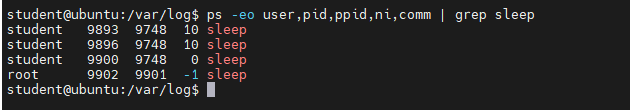 student@ubuntu:/var/log$ ps -eo user,pid,ppid,ni,comm | grep sleep
student   9893  9748  10 sleep
student   9896  9748  10 sleep
student   9900  9748   0 sleep
root      9902  9901  -1 sleep
student@ubuntu:/var/log$